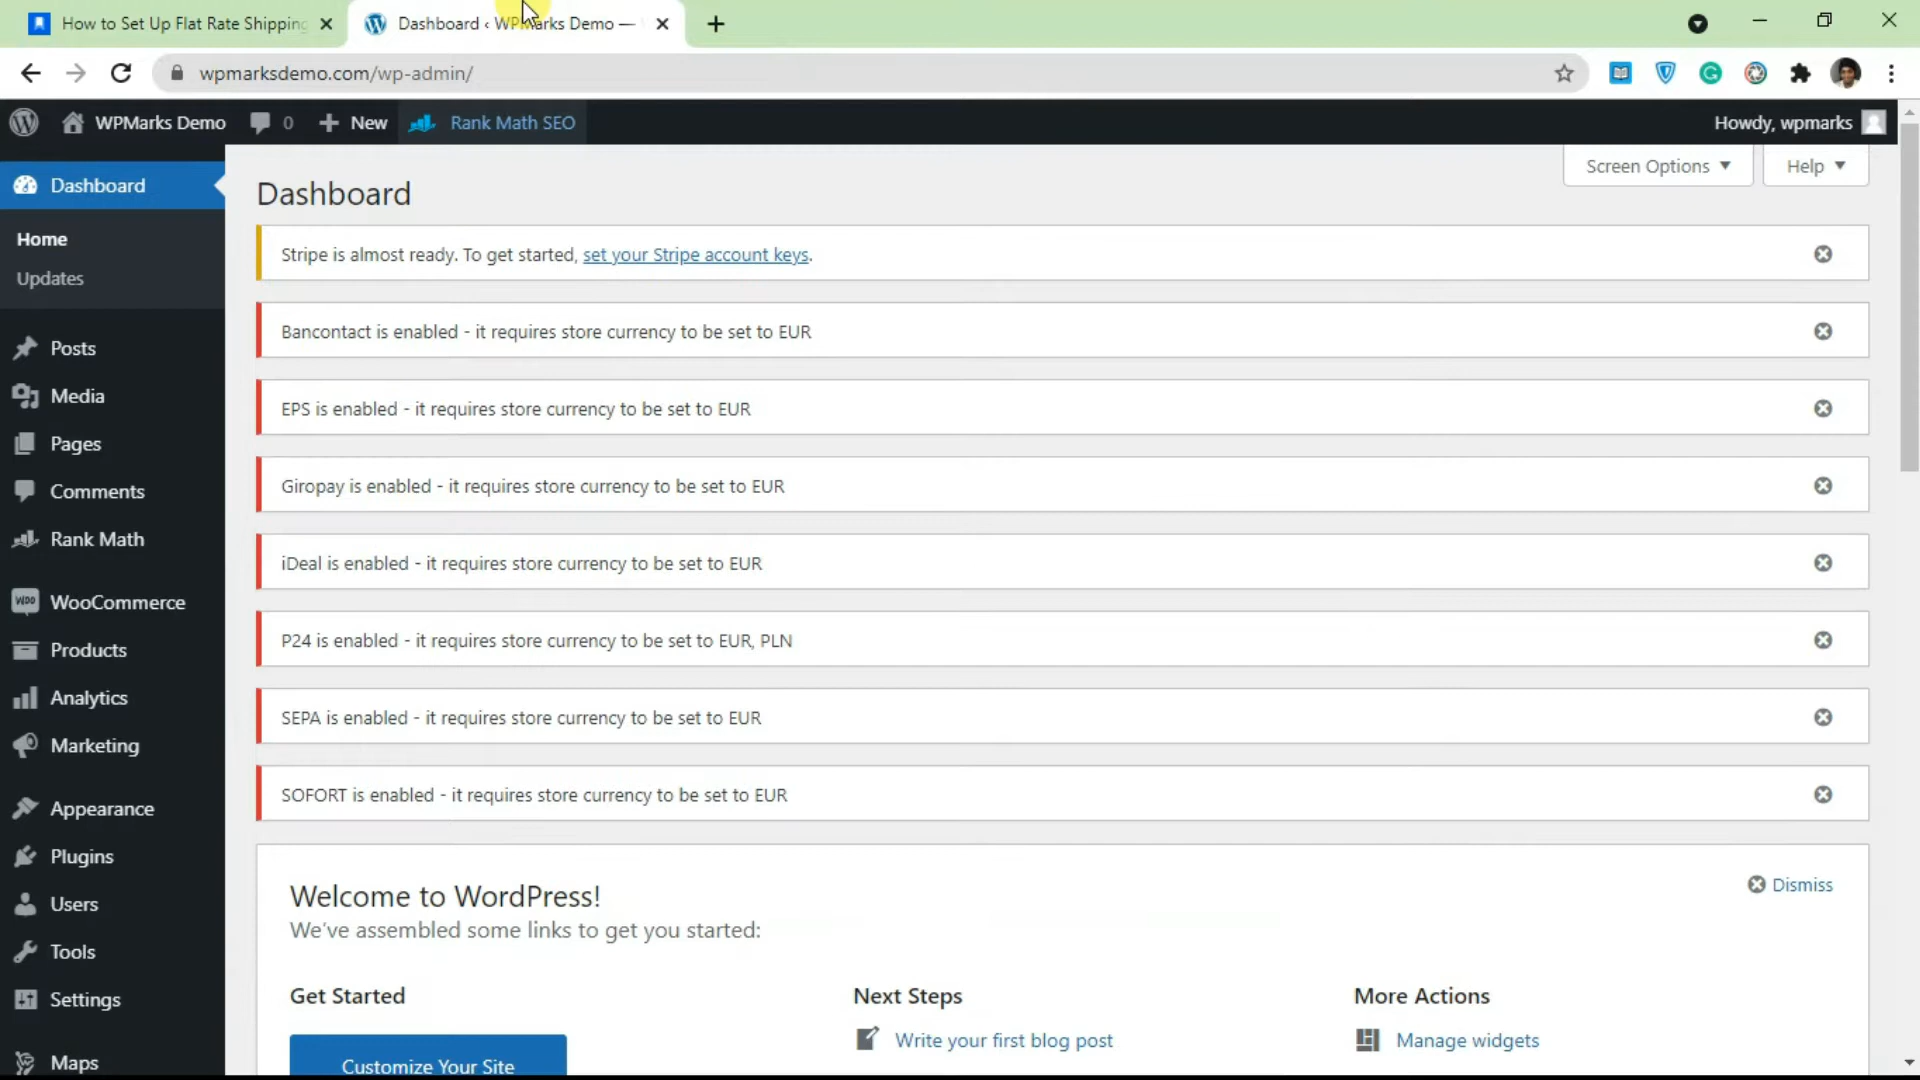 How to Set Up Flat Rate Shipping
Dashboard ‹ WPMarks Demo —
wpmarksdemo.com/wp-admin/
WPMarks Demo
0
New
Rank Math SEO
Howdy, wpmarks
Screen Options
Help
Dashboard
Home
Updates
Posts
Media
Pages
Comments
Rank Math
WooCommerce
Products
Analytics
Marketing
Appearance
Plugins
Users
Tools
Settings
Maps
Dashboard
Stripe is almost ready. To get started, set your Stripe account keys.
Bancontact is enabled - it requires store currency to be set to EUR
EPS is enabled - it requires store currency to be set to EUR
Giropay is enabled - it requires store currency to be set to EUR
iDeal is enabled - it requires store currency to be set to EUR
P24 is enabled - it requires store currency to be set to EUR, PLN
SEPA is enabled - it requires store currency to be set to EUR
SOFORT is enabled - it requires store currency to be set to EUR
Welcome to WordPress!
Dismiss
We've assembled some links to get you started:
Get Started
Customize Your Site
Next Steps
Write your first blog post
More Actions
Manage widgets